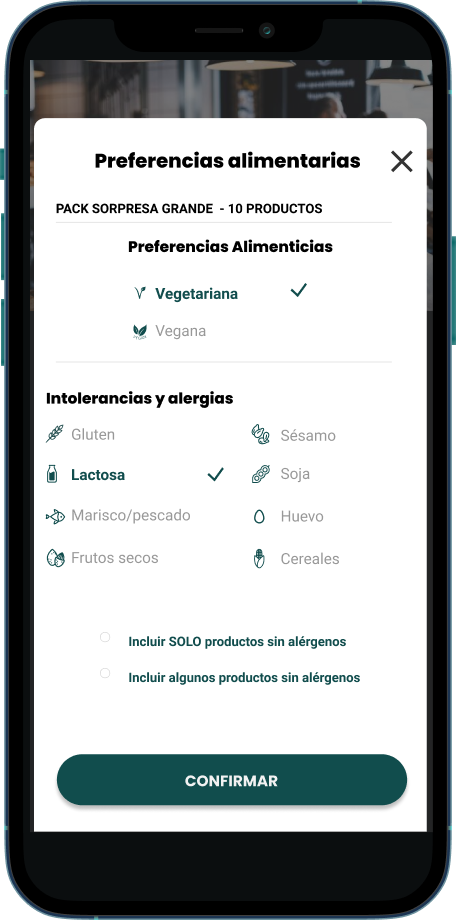 Preferencias alimentarias
PACK SORPRESA GRANDE - 10 PRODUCTOS
Preferencias Alimenticias
Vegetariana
Vegana
Intolerancias y alergias
Gluten
Sésamo
Lactosa
Soja
Marisco/pescado
Huevo
Frutos secos
Cereales
Incluir SOLO productos sin alérgenos
Incluir algunos productos sin alérgenos
CONFIRMAR